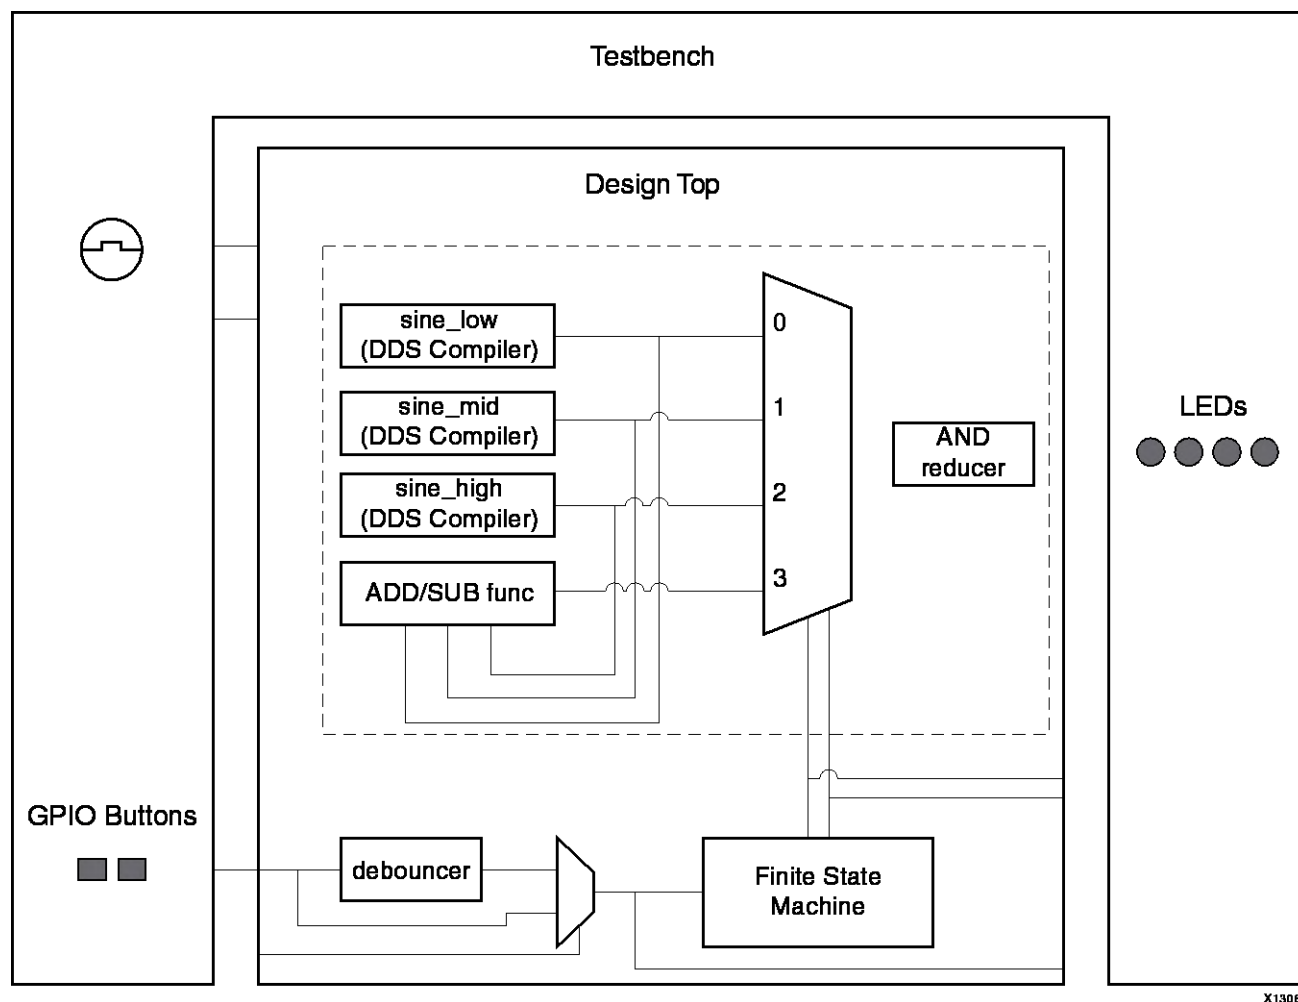 Testbench
Design Top
sine_low
(DDS Compiler)
0
sine_mid
(DDS Compiler)
1
sine_high
(DDS Compiler)
2
ADD/SUB func
3
AND
reducer
LEDs
GPIO Buttons
debouncer
Finite State
Machine